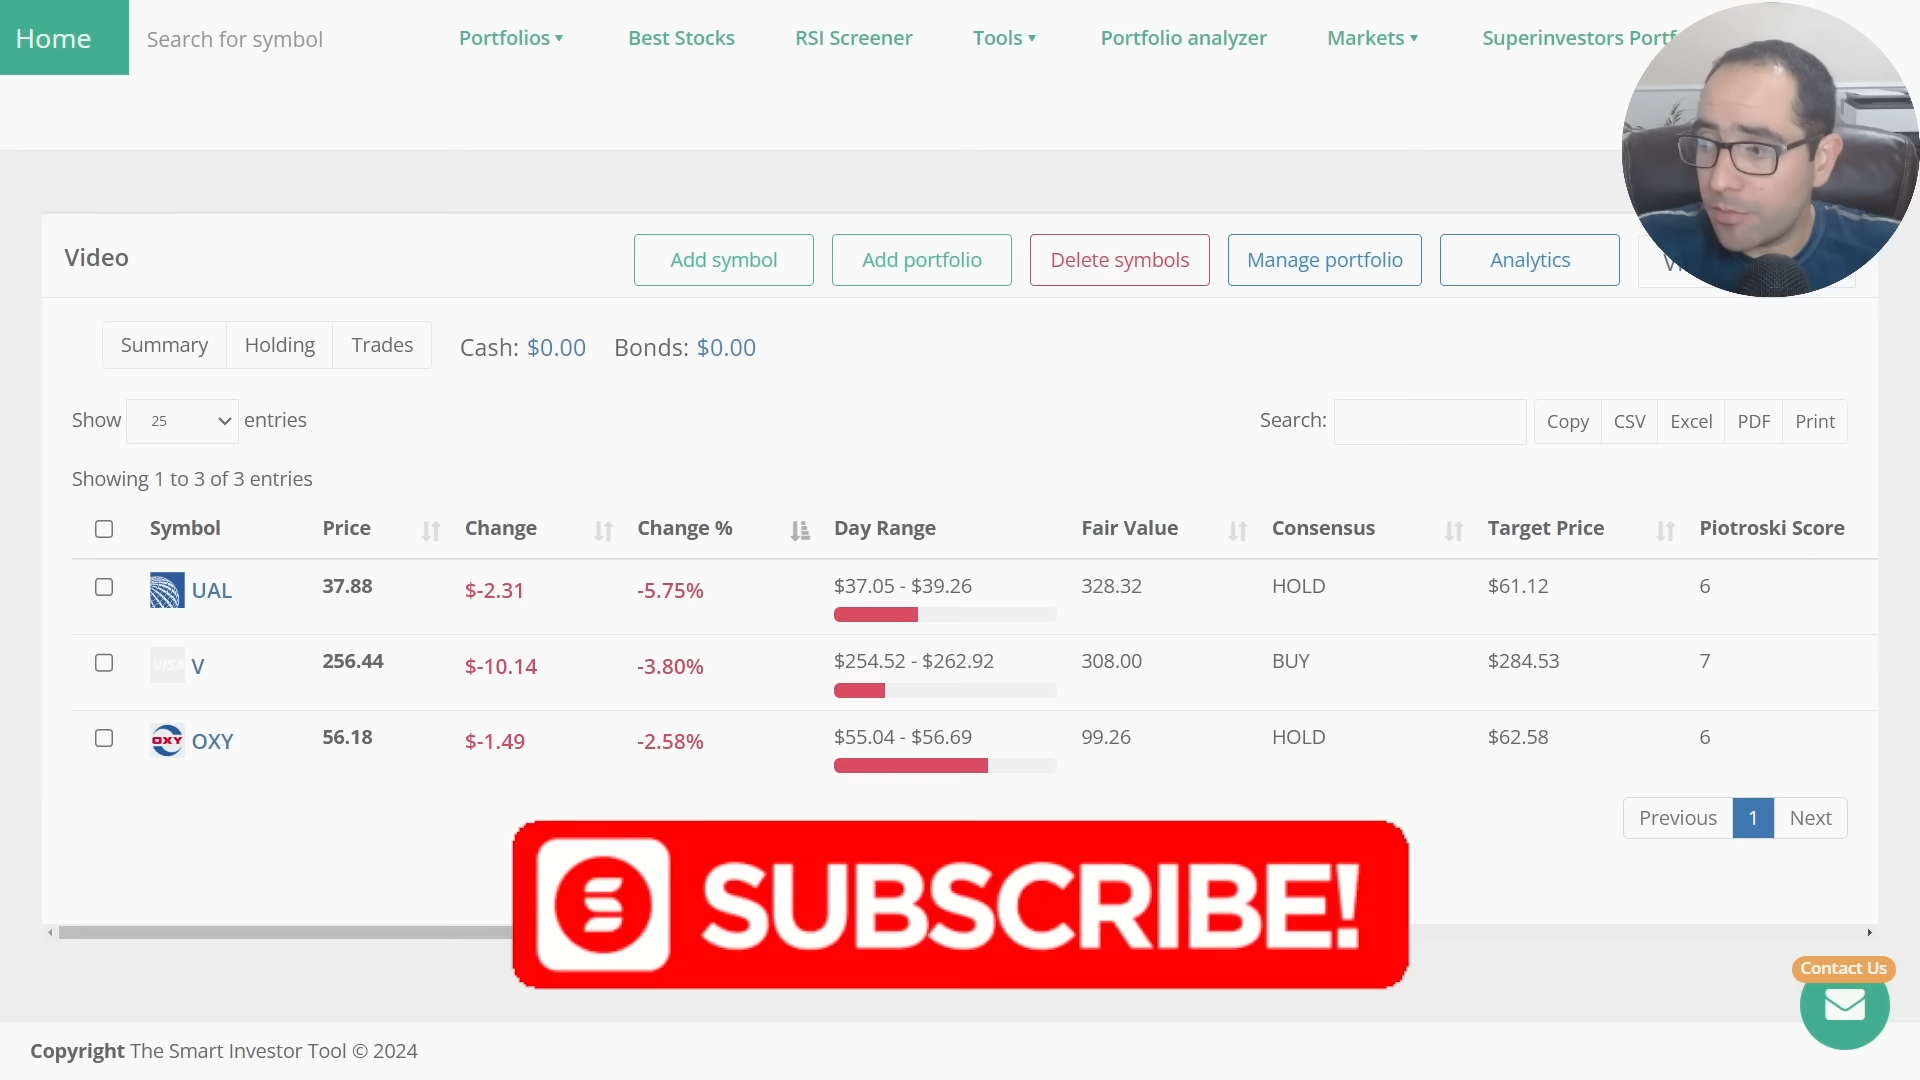 Home Search for symbol Portfolios Best Stocks RSI Screener Tools Portfolio analyzer Markets Superinvestors
Video Add symbol Add portfolio Delete symbols Manage portfolio Analytics
Summary Holding Trades Cash: $0.00 Bonds: $0.00
Show 25 entries Search: Copy CSV Excel PDF Print
Showing 1 to 3 of 3 entries
Symbol Price Change Change % Day Range Fair Value Consensus Target Price Piotroski Score
UAL 37.88 $-2.31 -5.75% $37.05 - $39.26 328.32 HOLD $61.12 6
VISA V 256.44 $-10.14 -3.80% $254.52 - $262.92 308.00 BUY $284.53 7
OXY OXY 56.18 $-1.49 -2.58% $55.04 - $56.69 99.26 HOLD $62.58 6
Previous 1 Next
SUBSCRIBE!
Contact Us
Copyright The Smart Investor Tool © 2024